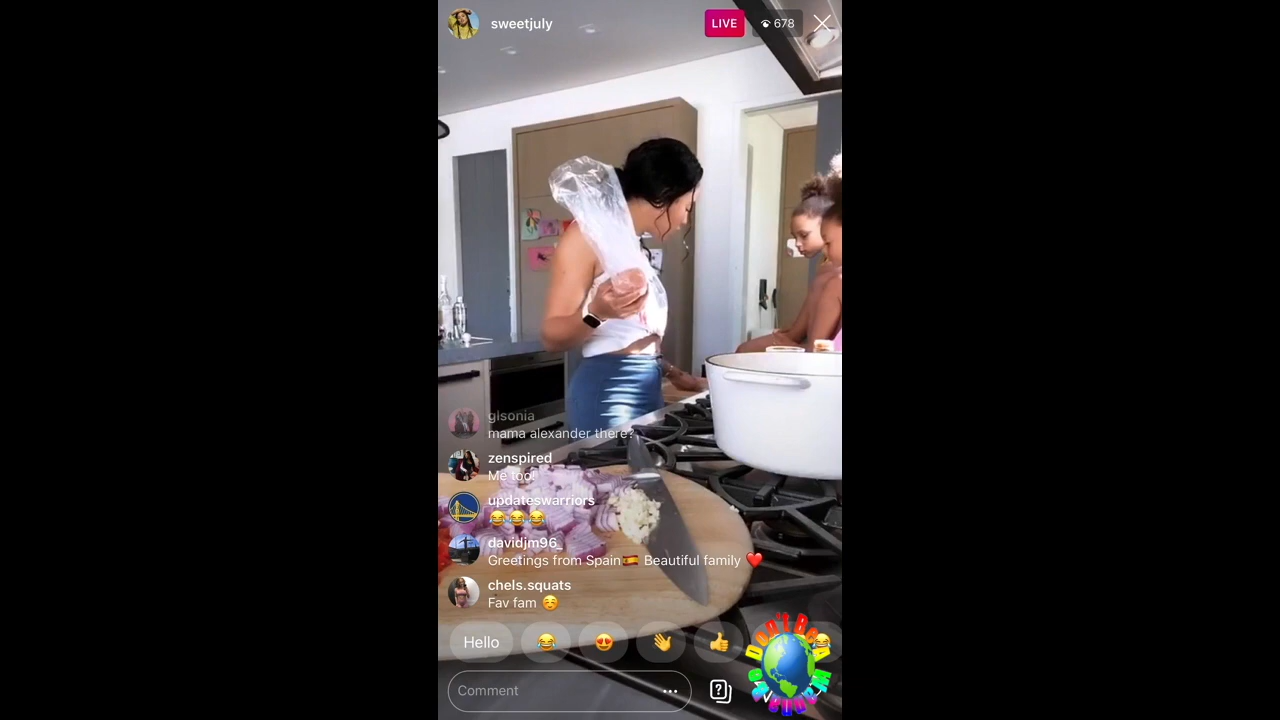 sweetjuly
LIVE
678
glsonia
mama alexander there?
zenspired
Me too!
updateswarriors
😂😂😂
davidjm96_
Greetings from Spain🇪🇸 Beautiful family ❤️
chels.squats
Fav fam ☺️
Hello 😂 😍 👋 👍 😂
Comment